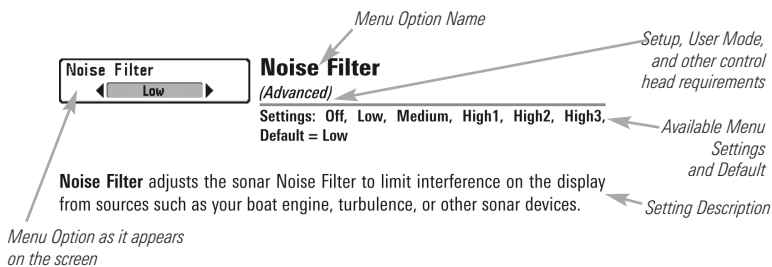 Menu Option Name
Setup, User Mode,
and other control
head requirements
Noise Filter
Low
Noise Filter
(Advanced)
Settings: Off, Low, Medium, High1, High2, High3,
Default = Low
Available Menu
Settings
and Default
Noise Filter adjusts the sonar Noise Filter to limit interference on the display
from sources such as your boat engine, turbulence, or other sonar devices.
Setting Description
Menu Option as it appears
on the screen